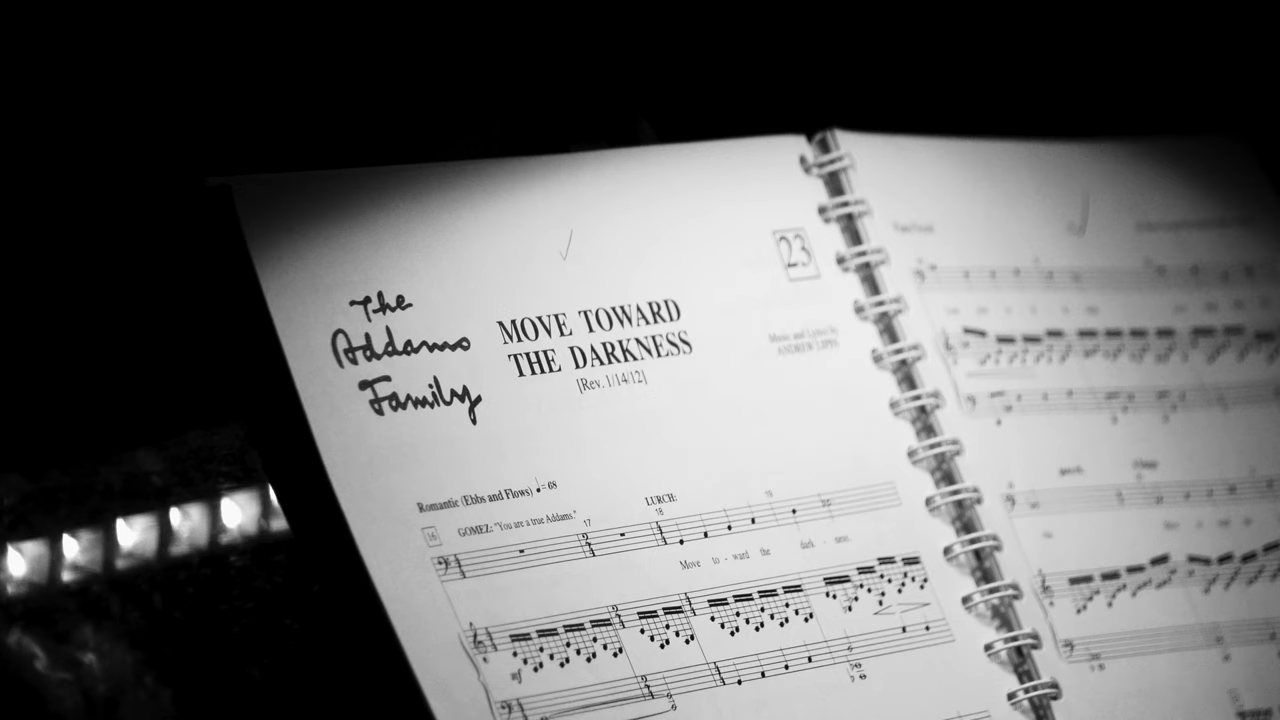 23
The
Addams
Family
MOVE TOWARD
THE DARKNESS
[Rev. 1/14/12]
Music and Lyrics by
ANDREW LIPPA
Romantic (Ebbs and Flows) ♩= 68
LURCH:
16
GOMEZ: "You are a true Addams."
17
18
19
Move to - ward the dark - ness.
mf